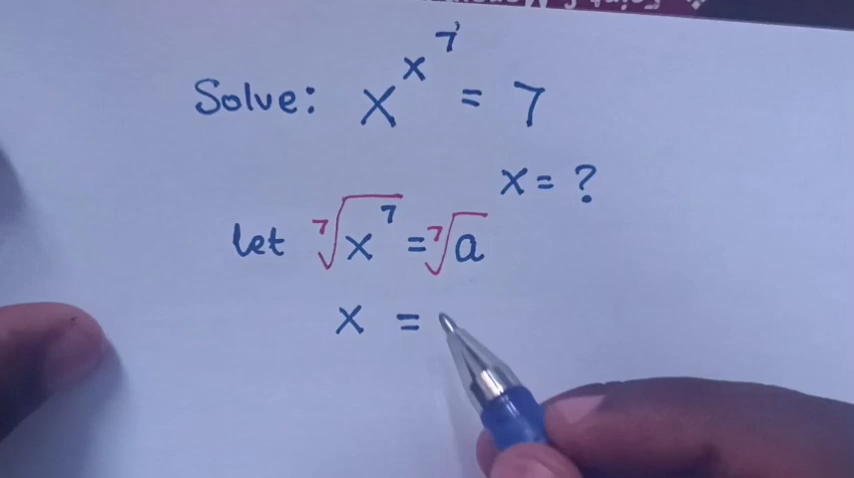 Solve: x^x^7 = 7
x = ?
let ⁷√x⁷ = ⁷√a
x =